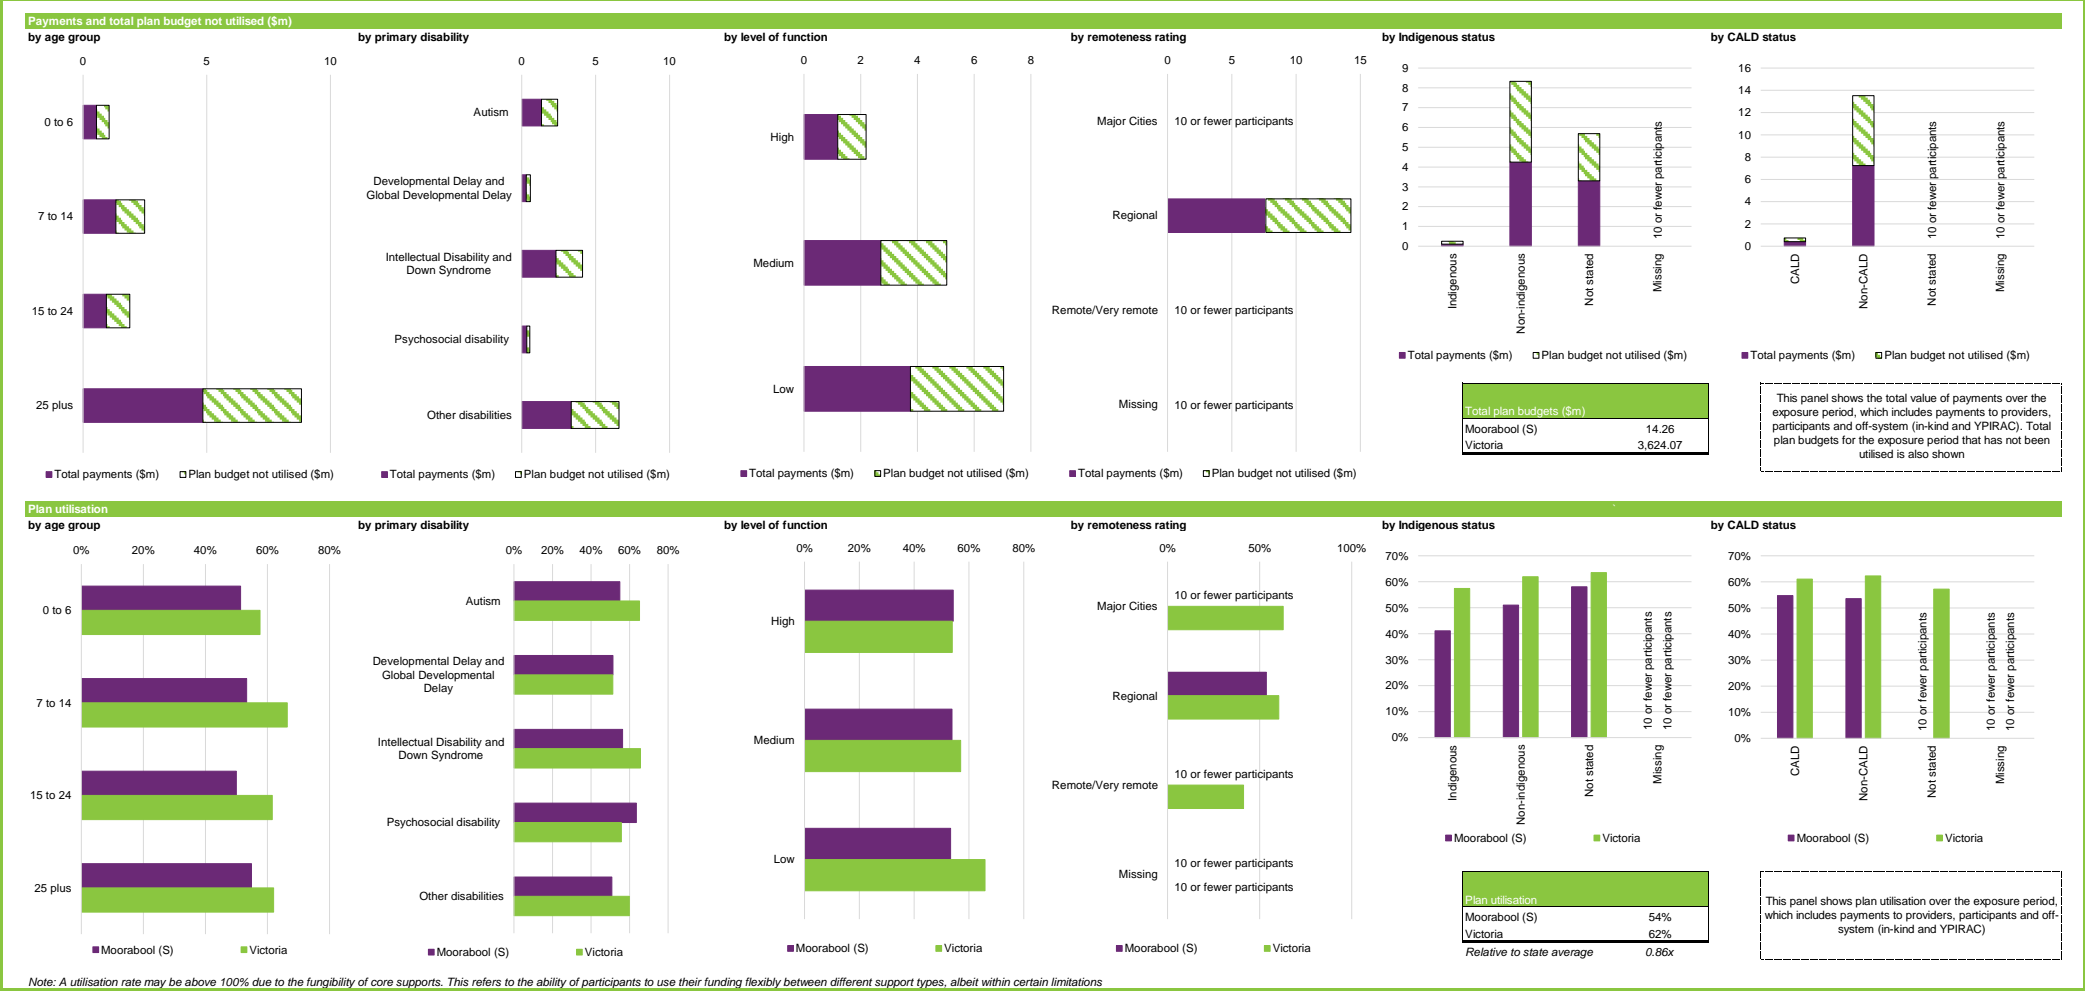 Payments and total plan budget not utilised ($m)
by age group
0 5 10
0 to 6
7 to 14
15 to 24
25 plus
Total payments ($m) Plan budget not utilised ($m)
by primary disability
0 5 10
Autism
Developmental Delay and
Global Developmental Delay
Intellectual Disability and
Down Syndrome
Psychosocial disability
Other disabilities
Total payments ($m) Plan budget not utilised ($m)
by level of function
0 2 4 6 8
High
Medium
Low
Total payments ($m) Plan budget not utilised ($m)
by remoteness rating
0 5 10 15
Major Cities 10 or fewer participants
Regional
Remote/Very remote 10 or fewer participants
Missing 10 or fewer participants
Total payments ($m) Plan budget not utilised ($m)
by Indigenous status
9
8
7
6
5
4
3
2
1
0
10 or fewer participants
Indigenous
Non-indigenous
Not stated
Missing
Total payments ($m) Plan budget not utilised ($m)
by CALD status
16
14
12
10
8
6
4
2
0
10 or fewer participants
10 or fewer participants
CALD
Non-CALD
Not stated
Missing
Total payments ($m) Plan budget not utilised ($m)
Total plan budgets ($m)
Moorabool (S) 14.26
Victoria 3,624.07
This panel shows the total value of payments over the
exposure period, which includes payments to providers,
participants and off-system (in-kind and YPIRAC). Total
plan budgets for the exposure period that has not been
utilised is also shown
Plan utilisation
by age group
0% 20% 40% 60% 80%
0 to 6
7 to 14
15 to 24
25 plus
Moorabool (S) Victoria
by primary disability
0% 20% 40% 60% 80%
Autism
Developmental Delay and
Global Developmental
Delay
Intellectual Disability and
Down Syndrome
Psychosocial disability
Other disabilities
Moorabool (S) Victoria
by level of function
0% 20% 40% 60% 80%
High
Medium
Low
Moorabool (S) Victoria
by remoteness rating
0% 50% 100%
Major Cities 10 or fewer participants
Regional
Remote/Very remote 10 or fewer participants
Missing 10 or fewer participants
10 or fewer participants
Moorabool (S) Victoria
by Indigenous status
70%
60%
50%
40%
30%
20%
10%
0%
10 or fewer participants
10 or fewer participants
Indigenous
Non-indigenous
Not stated
Missing
Moorabool (S) Victoria
by CALD status
70%
60%
50%
40%
30%
20%
10%
0%
10 or fewer participants
10 or fewer participants
10 or fewer participants
CALD
Non-CALD
Not stated
Missing
Moorabool (S) Victoria
Plan utilisation
Moorabool (S) 54%
Victoria 62%
Relative to state average 0.86x
This panel shows plan utilisation over the exposure period,
which includes payments to providers, participants and off-
system (in-kind and YPIRAC)
Note: A utilisation rate may be above 100% due to the fungibility of core supports. This refers to the ability of participants to use their funding flexibly between different support types, albeit within certain limitations